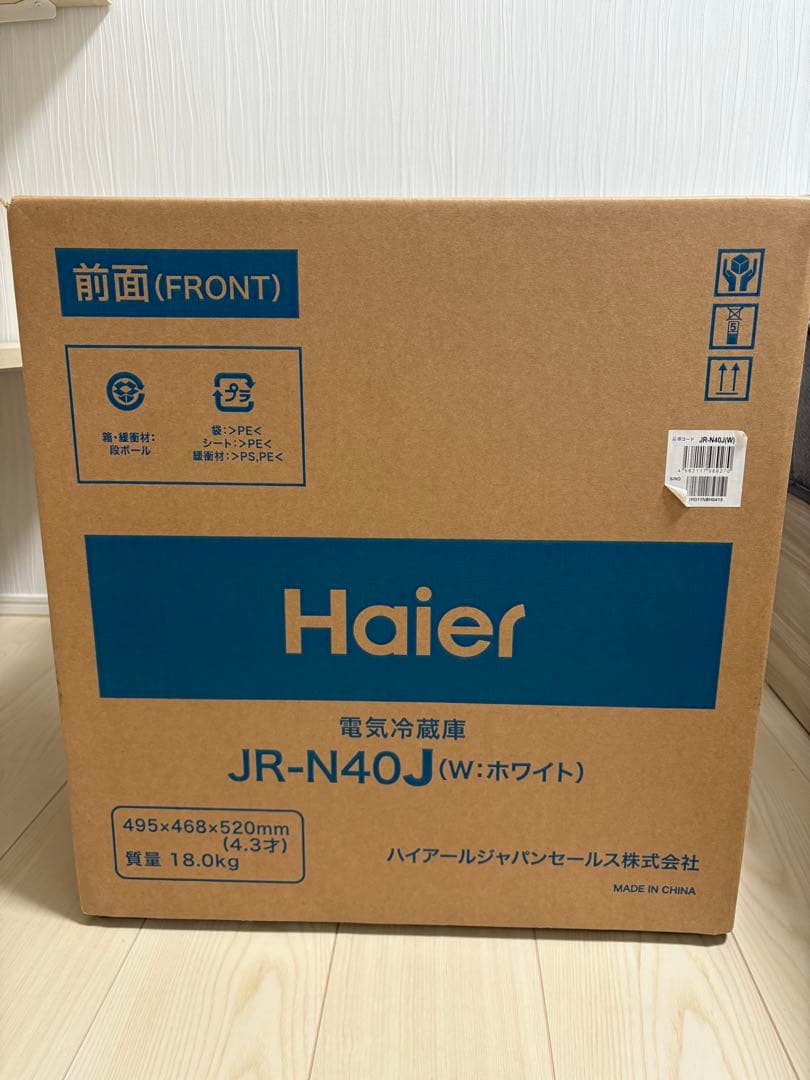 前面(FRONT)
5
プラ
箱・緩衝材:
段ボール
袋:>PE<
シート:>PE<
緩衝材:>PS,PE<
JR-N40J(W)
S/NO
Haier
電気冷蔵庫
JR-N40J(W:ホワイト)
495×468×520mm
(4.3才)
質量 18.0kg
ハイアールジャパンセールス株式会社
MADE IN CHINA